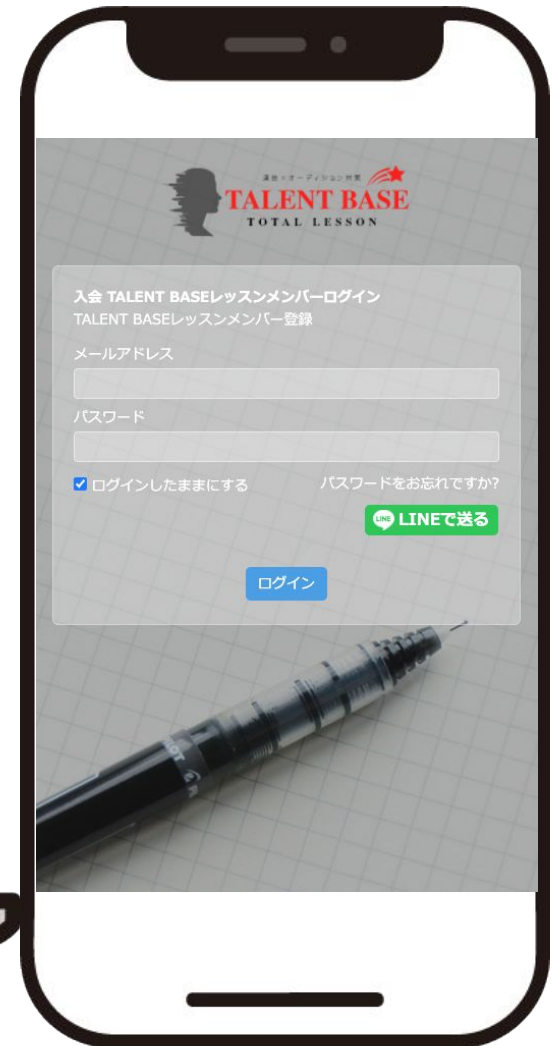 演技×オーディション対策
TALENT BASE
TOTAL LESSON
入会 TALENT BASEレッスンメンバーログイン
TALENT BASEレッスンメンバー登録
メールアドレス
パスワード
ログインしたままにする
パスワードをお忘れですか?
LINE LINEで送る
ログイン